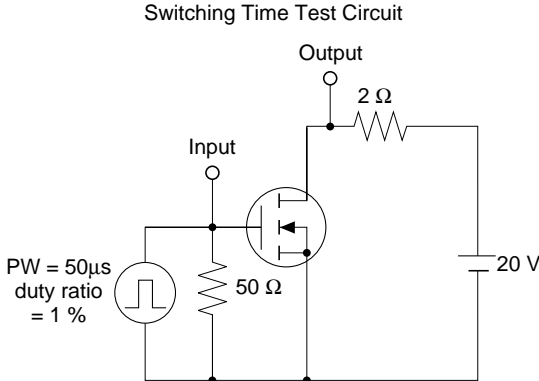 Switching Time Test Circuit
Output
2 Ω
Input
PW = 50μs
duty ratio
= 1 %
50 Ω
20 V